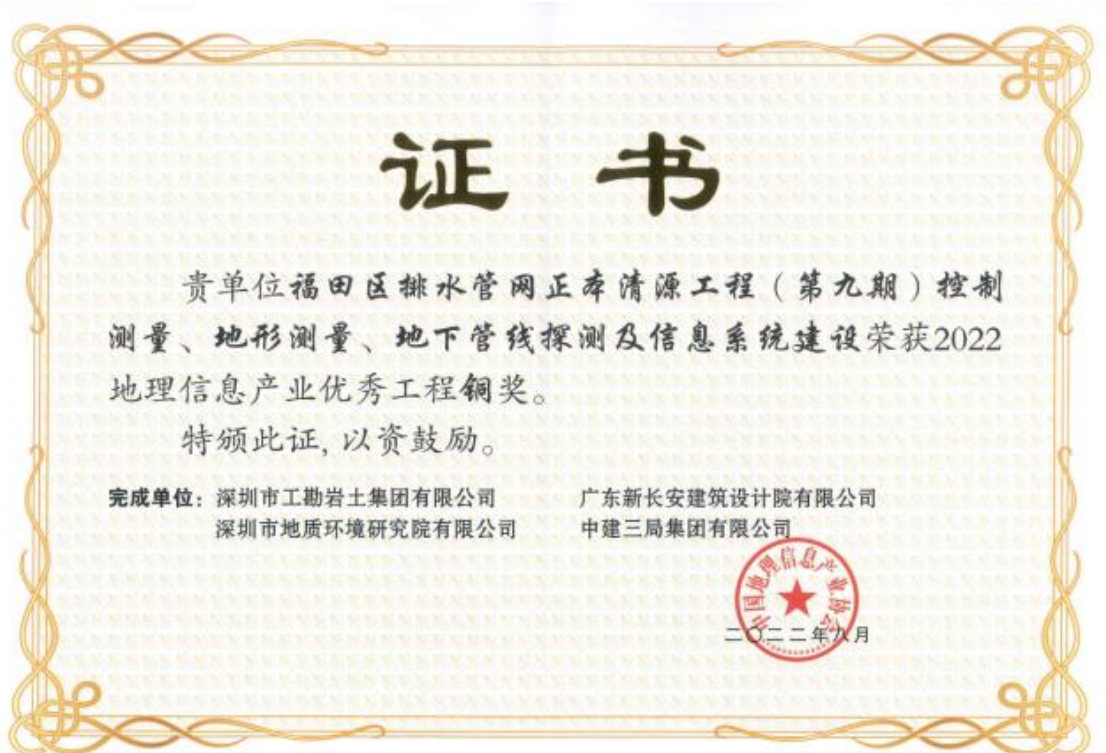 证 书
贵单位福田区排水管网正本清源工程（第九期）控制
测量、地形测量、地下管线探测及信息系统建设荣获2022
地理信息产业优秀工程铜奖。
特颁此证,以资鼓励。
完成单位：深圳市工勘岩土集团有限公司 广东新长安建筑设计院有限公司
深圳市地质环境研究院有限公司 中建三局集团有限公司
中国地理信息产业协会
二〇二二年八月